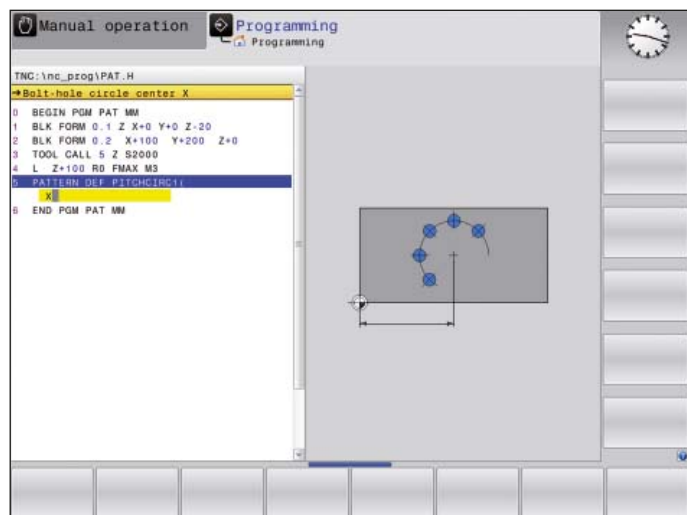 Manual operation
Programming
Programming
TNC:\nc_prog\PAT.H
→Bolt-hole circle center X
0 BEGIN PGM PAT MM
1 BLK FORM 0.1 Z X+0 Y+0 Z-20
2 BLK FORM 0.2 X+100 Y+200 Z+0
3 TOOL CALL 5 Z S2000
4 L Z+100 R0 FMAX M3
5 PATTERN DEF PITCHCIRC1(
X
6 END PGM PAT MM